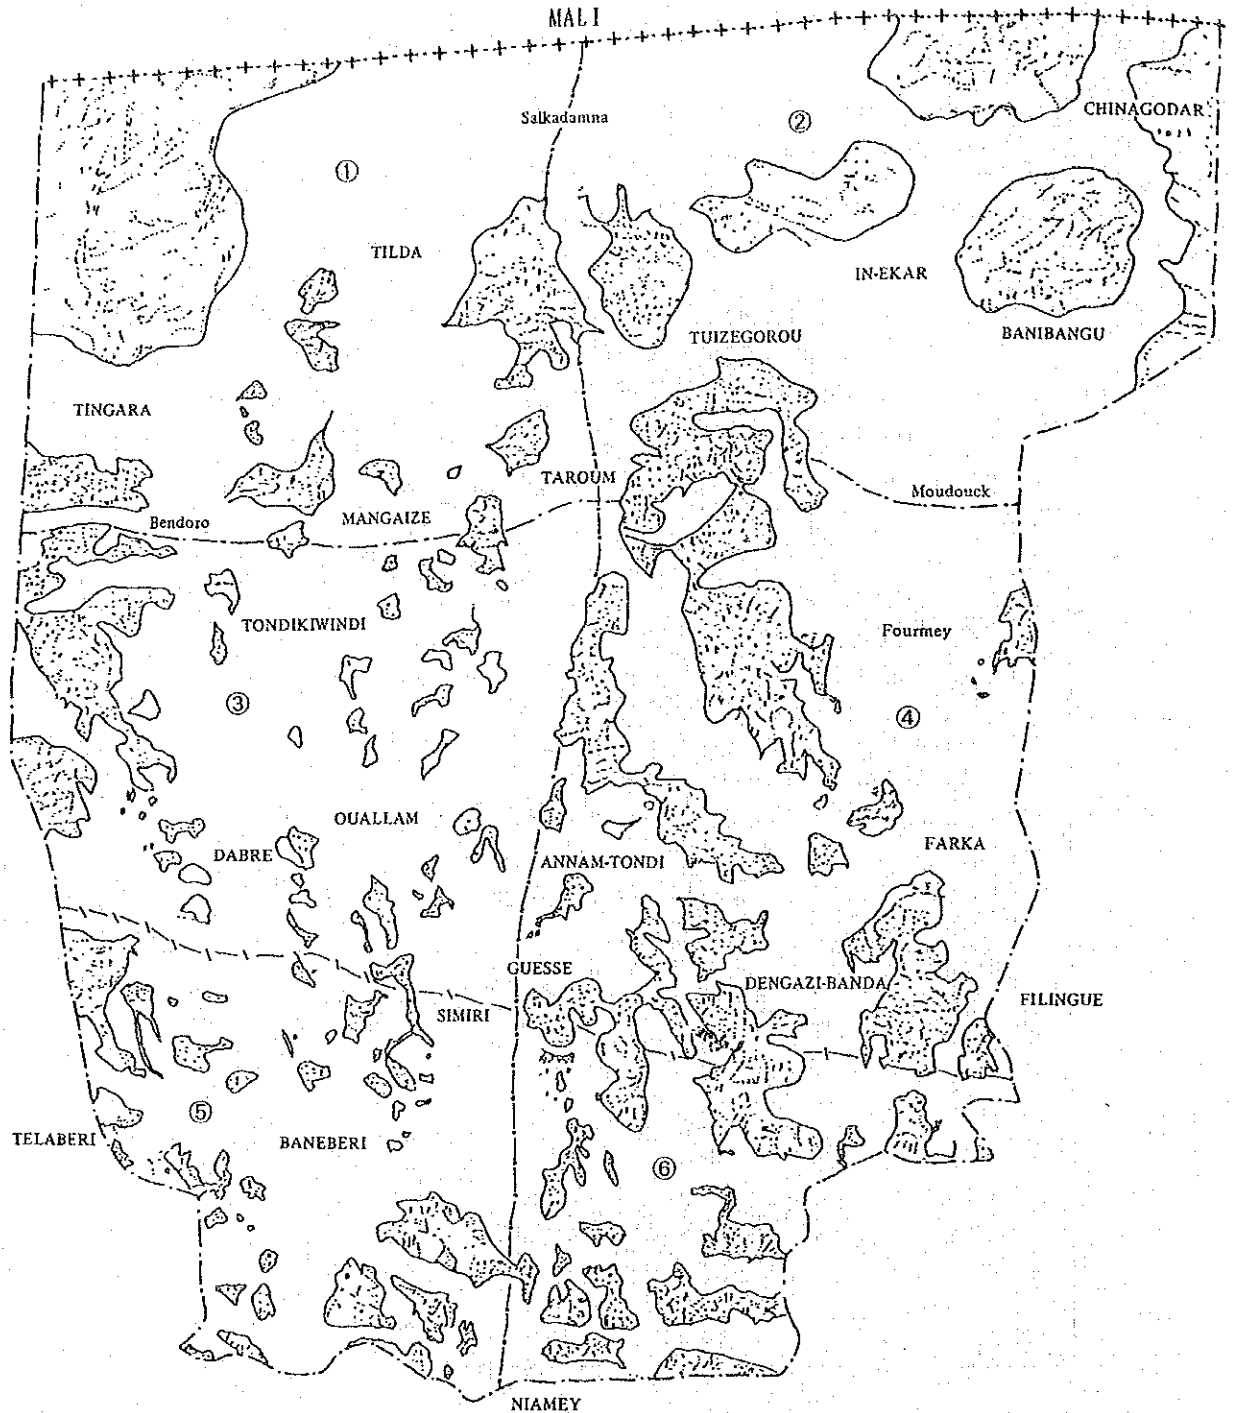 MALI
CHINAGODAR
Salkadamna
②
①
TILDA
IN-EKAR
BANIBANGU
TUIZEGOROU
TINGARA
TAROUM
Moudouck
Bendoro
MANGAIZE
TONDIKIWINDI
Fourmey
③
④
OUALLAM
DABRE
ANNAM-TONDI
FARKA
GUESSE
DENGAZI-BANDA
SIMIRI
FILINGUE
⑤
TELABERI
BANEBERI
⑥
NIAMEY